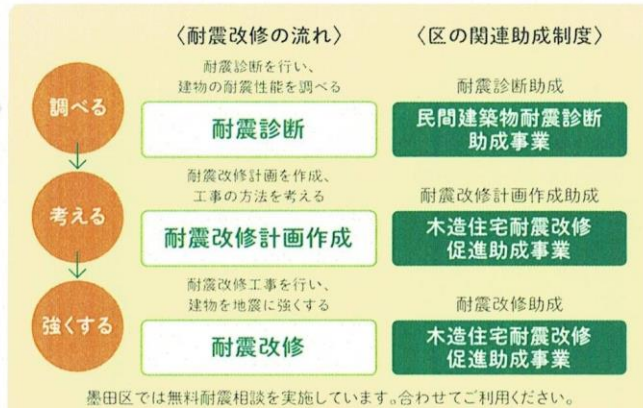 〈耐震改修の流れ〉
〈区の関連助成制度〉
調べる
耐震診断を行い、
建物の耐震性能を調べる
耐震診断
耐震診断助成
民間建築物耐震診断
助成事業
考える
耐震改修計画を作成、
工事の方法を考える
耐震改修計画作成
耐震改修計画作成助成
木造住宅耐震改修
促進助成事業
強くする
耐震改修工事を行い、
建物を地震に強くする
耐震改修
耐震改修助成
木造住宅耐震改修
促進助成事業
墨田区では無料耐震相談を実施しています。合わせてご利用ください。